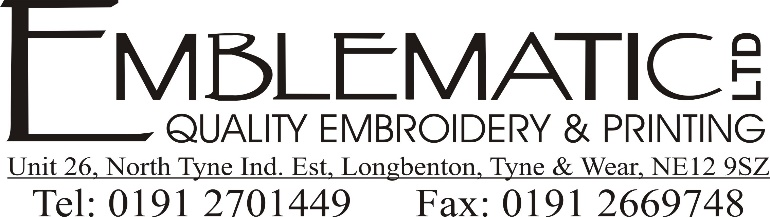 EMBLEMATIC LTD
QUALITY EMBROIDERY & PRINTING
Unit 26, North Tyne Ind. Est, Longbenton, Tyne & Wear, NE12 9SZ
Tel: 0191 2701449 Fax: 0191 2669748